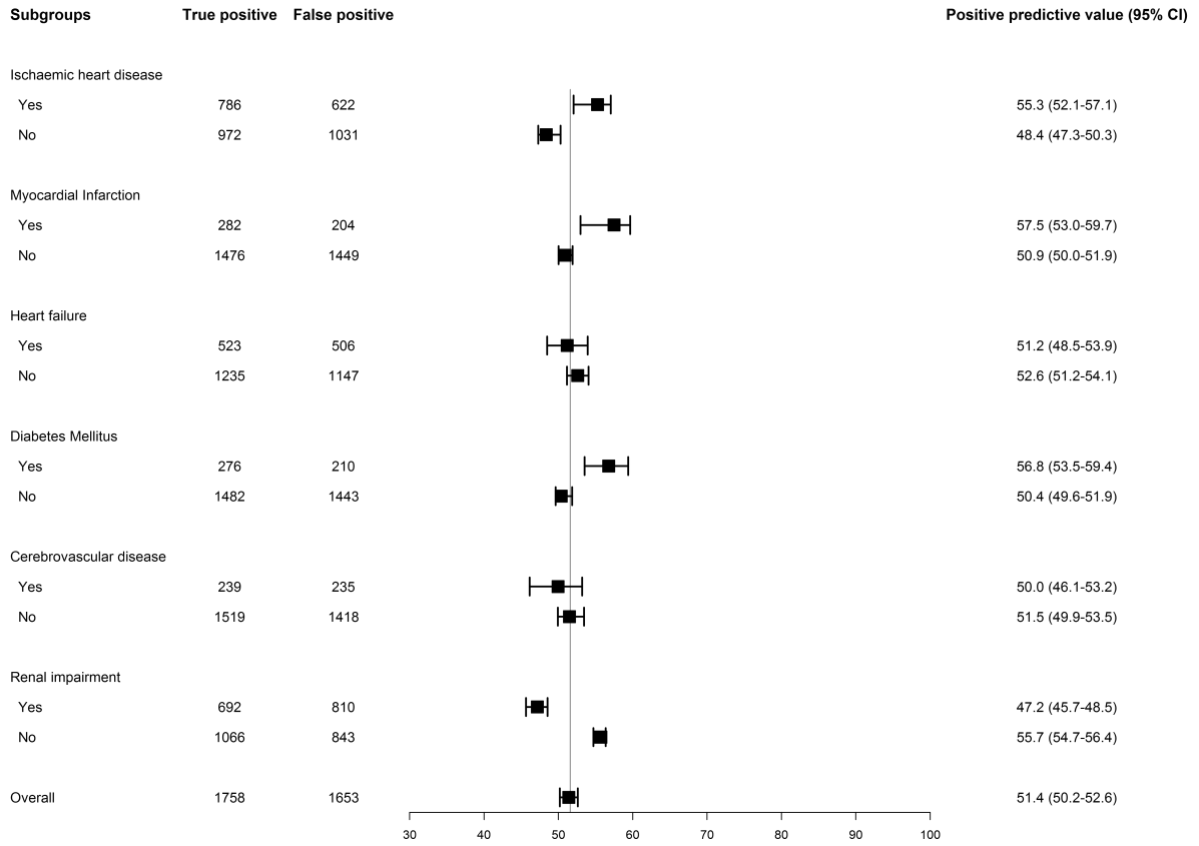 Subgroups True positive False positive Positive predictive value (95% CI)
Ischaemic heart disease
Yes 786 622 55.3 (52.1-57.1)
No 972 1031 48.4 (47.3-50.3)
Myocardial Infarction
Yes 282 204 57.5 (53.0-59.7)
No 1476 1449 50.9 (50.0-51.9)
Heart failure
Yes 523 506 51.2 (48.5-53.9)
No 1235 1147 52.6 (51.2-54.1)
Diabetes Mellitus
Yes 276 210 56.8 (53.5-59.4)
No 1482 1443 50.4 (49.6-51.9)
Cerebrovascular disease
Yes 239 235 50.0 (46.1-53.2)
No 1519 1418 51.5 (49.9-53.5)
Renal impairment
Yes 692 810 47.2 (45.7-48.5)
No 1066 843 55.7 (54.7-56.4)
Overall 1758 1653 51.4 (50.2-52.6)
30 40 50 60 70 80 90 100